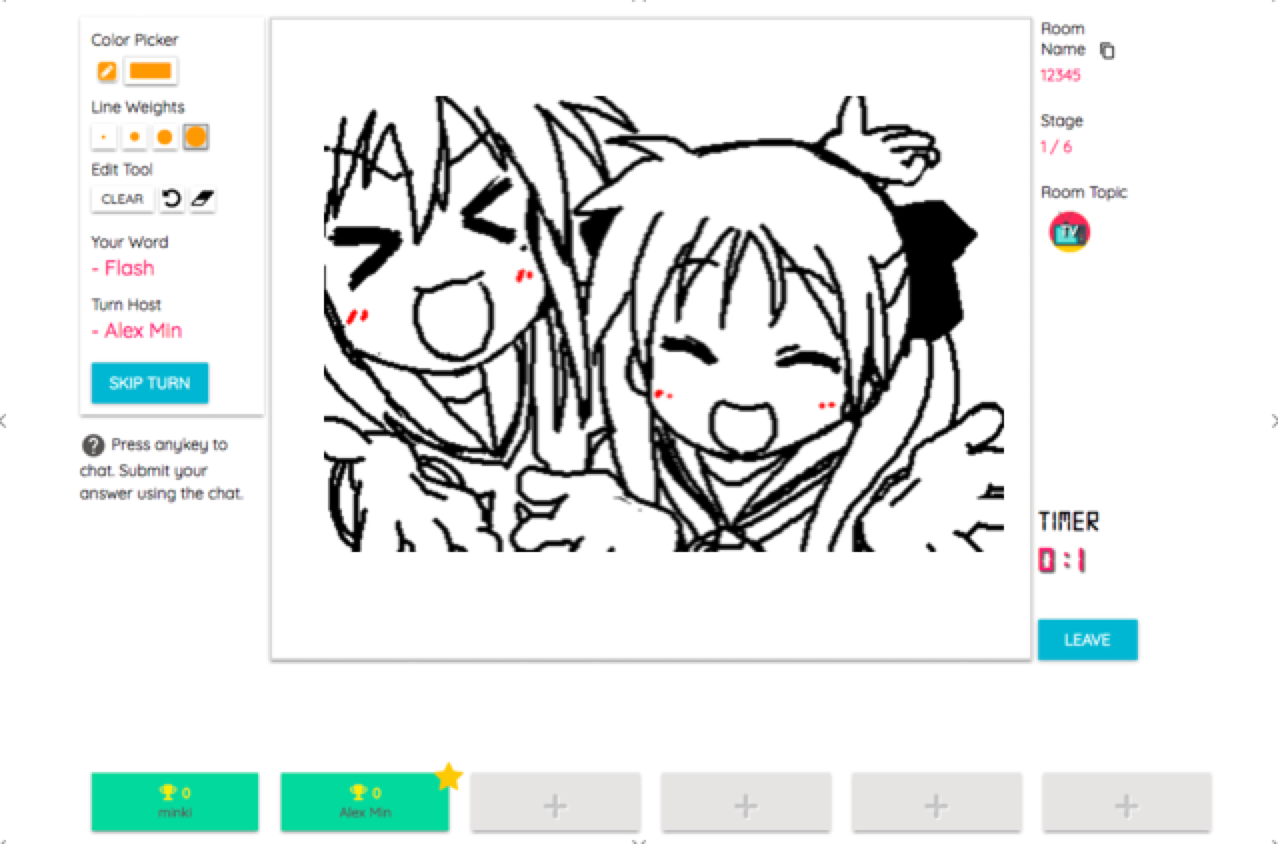 Color Picker
Line Weights
Edit Tool
CLEAR
Your Word
- Flash
Turn Host
- Alex Min
SKIP TURN
? Press anykey to
chat. Submit your
answer using the chat.
Room
Name
12345
Stage
1 / 6
Room Topic
TV
TIMER
0:1
LEAVE
0
minki
0
Alex Min